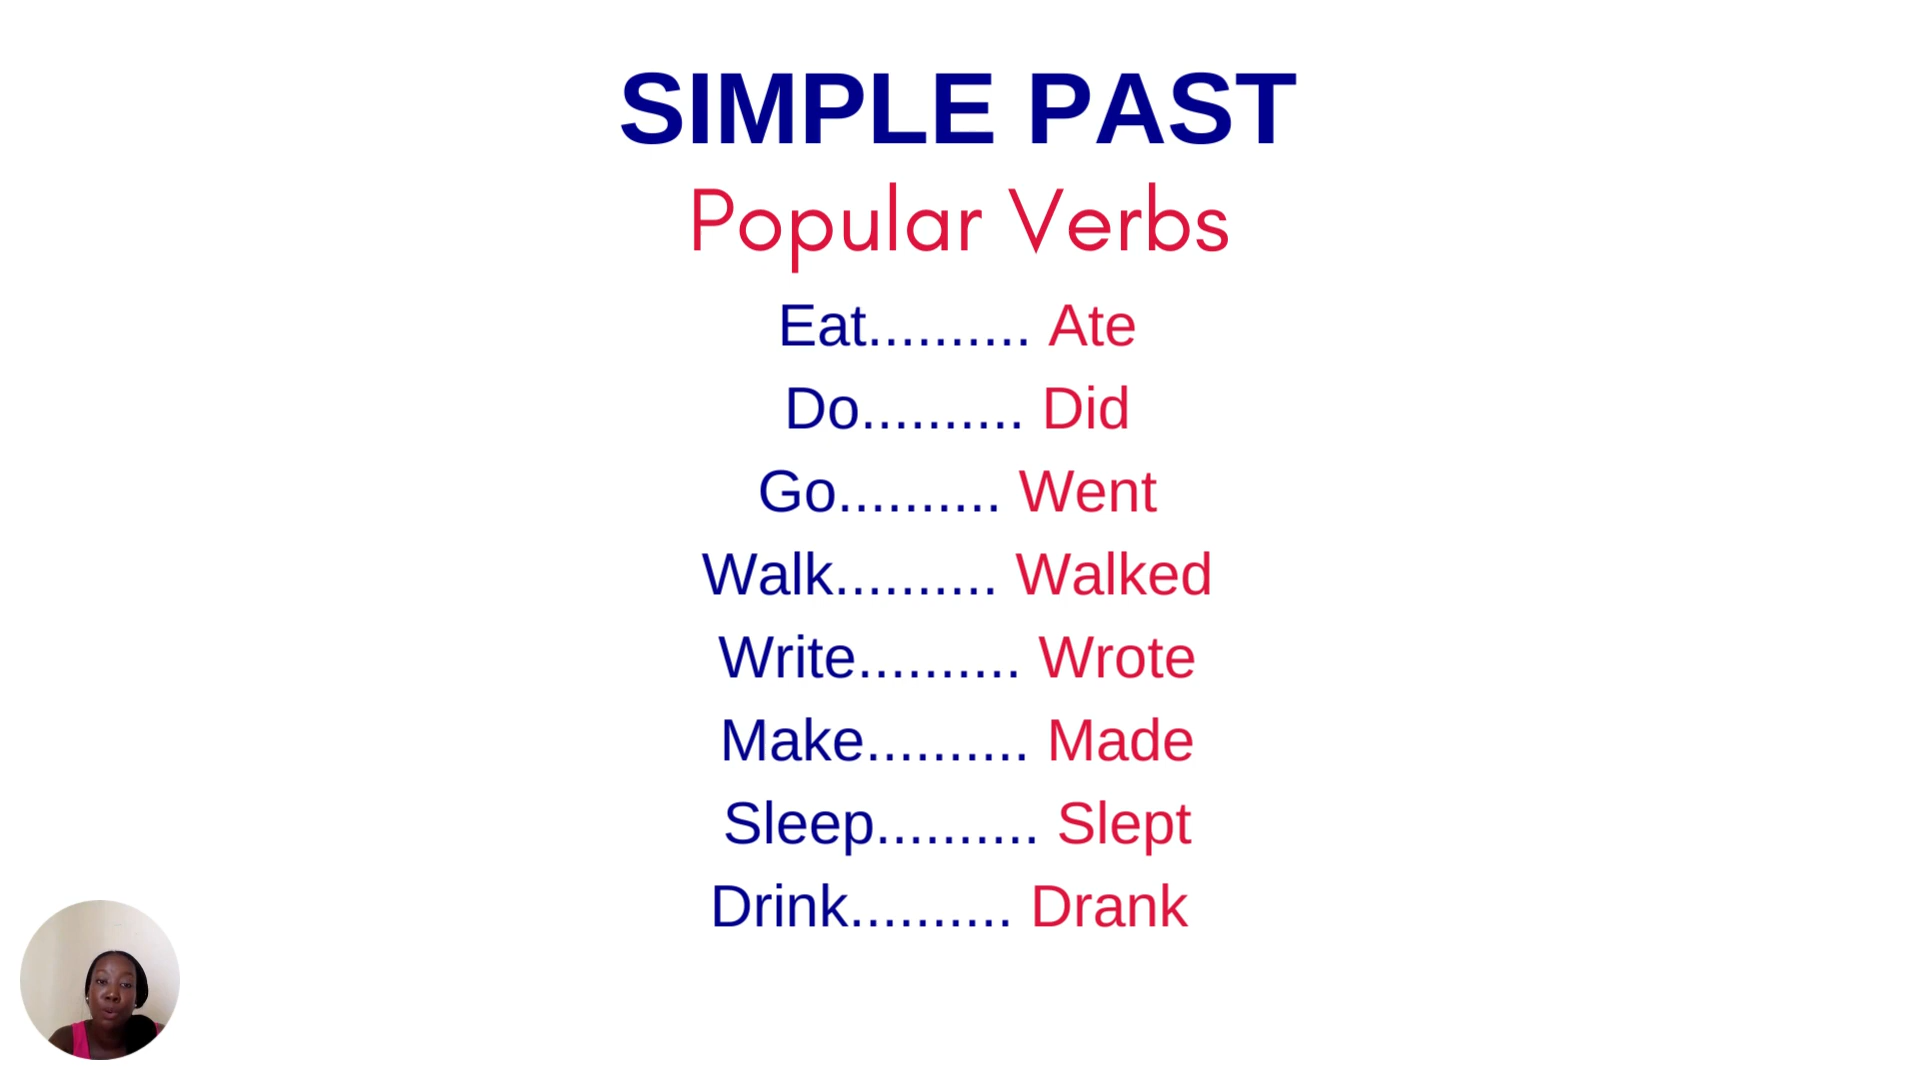 SIMPLE PAST
Popular Verbs
Eat.......... Ate
Do.......... Did
Go.......... Went
Walk.......... Walked
Write.......... Wrote
Make.......... Made
Sleep.......... Slept
Drink.......... Drank